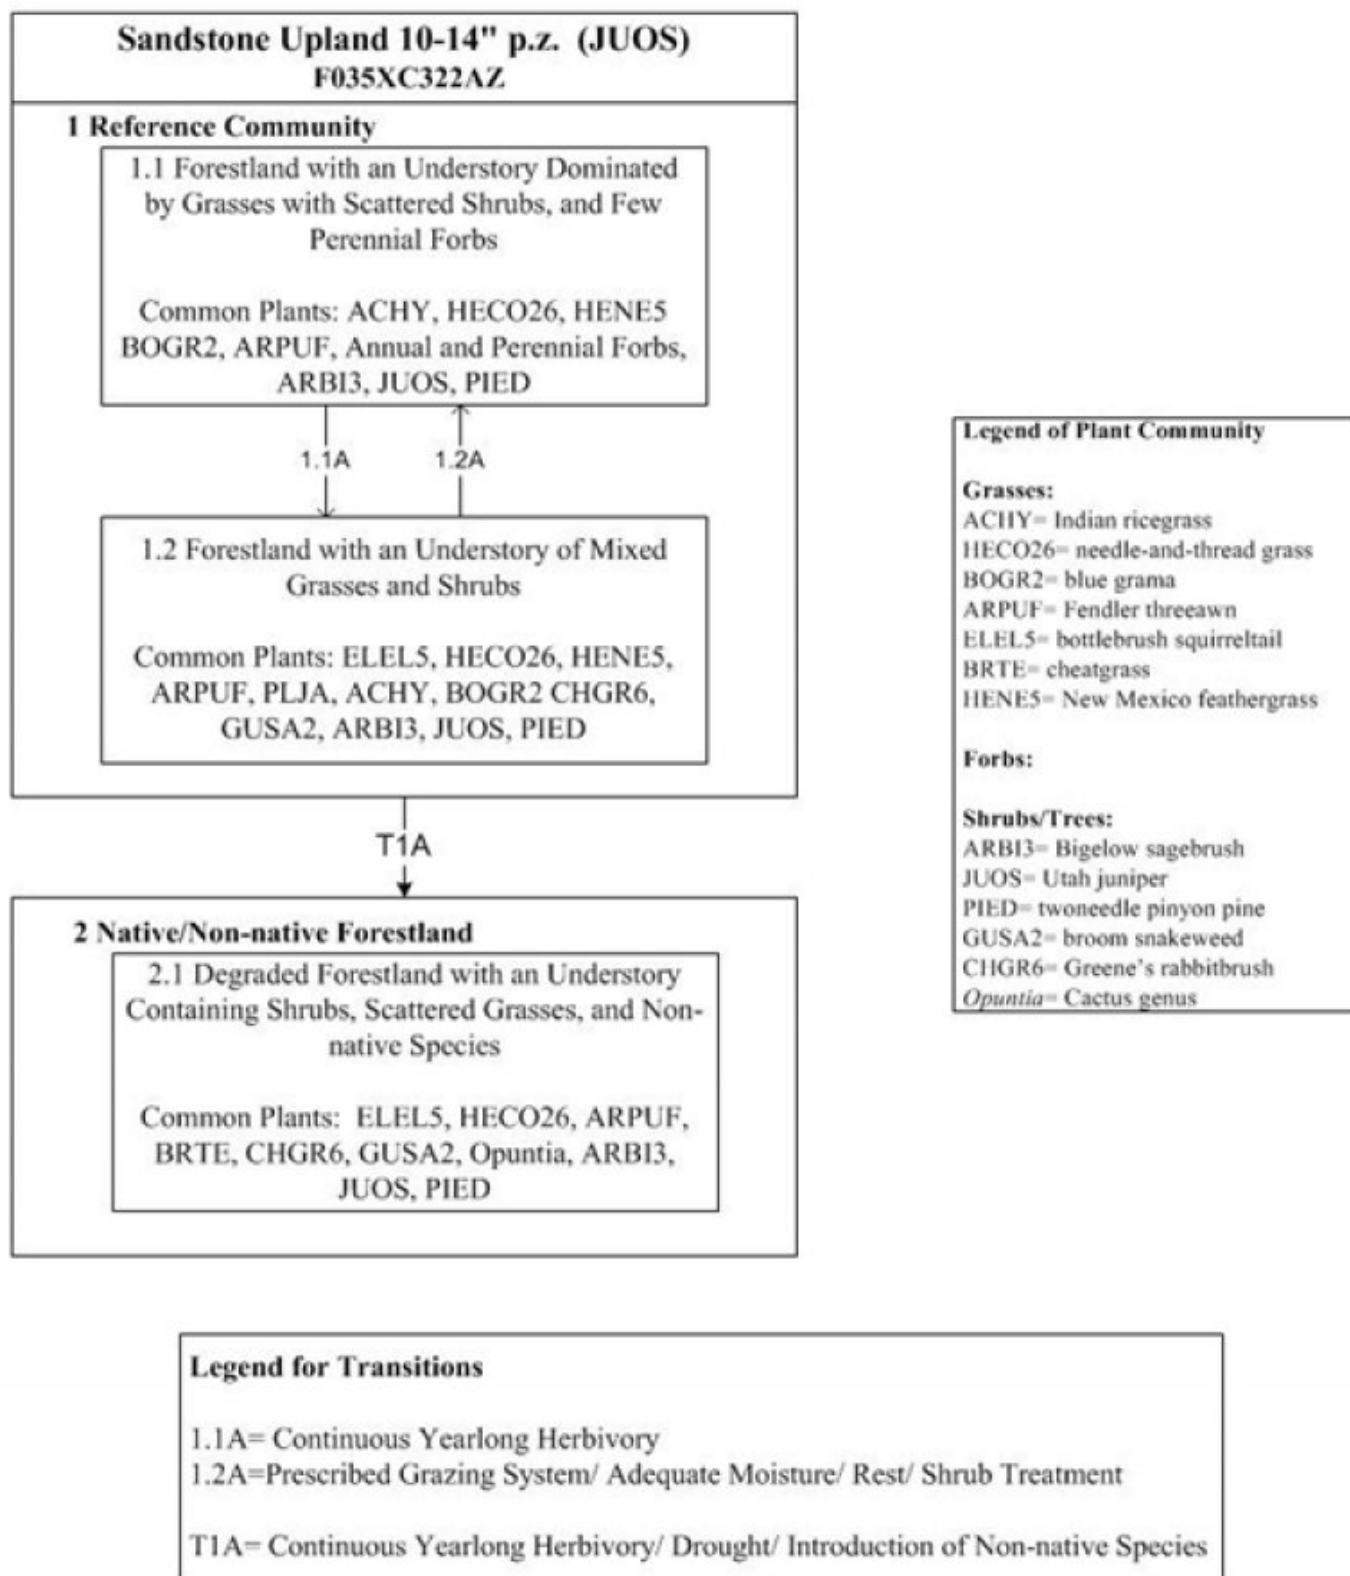 Sandstone Upland 10-14" p.z. (JUOS)
F035XC322AZ
1 Reference Community
1.1 Forestland with an Understory Dominated
by Grasses with Scattered Shrubs, and Few
Perennial Forbs
Common Plants: ACHY, HECO26, HENE5
BOGR2, ARPUF, Annual and Perennial Forbs,
ARBI3, JUOS, PIED
1.1A 1.2A
1.2 Forestland with an Understory of Mixed
Grasses and Shrubs
Common Plants: ELEL5, HECO26, HENE5,
ARPUF, PLJA, ACHY, BOGR2 CHGR6,
GUSA2, ARBI3, JUOS, PIED
T1A
2 Native/Non-native Forestland
2.1 Degraded Forestland with an Understory
Containing Shrubs, Scattered Grasses, and Non-
native Species
Common Plants: ELEL5, HECO26, ARPUF,
BRTE, CHGR6, GUSA2, Opuntia, ARBI3,
JUOS, PIED
Legend of Plant Community
Grasses:
ACHY= Indian ricegrass
HECO26= needle-and-thread grass
BOGR2= blue grama
ARPUF= Fendler threeawn
ELEL5= bottlebrush squirreltail
BRTE= cheatgrass
HENE5= New Mexico feathergrass
Forbs:
Shrubs/Trees:
ARBI3= Bigelow sagebrush
JUOS= Utah juniper
PIED= twoneedle pinyon pine
GUSA2= broom snakeweed
CHGR6= Greene's rabbitbrush
Opuntia= Cactus genus
Legend for Transitions
1.1A= Continuous Yearlong Herbivory
1.2A=Prescribed Grazing System/ Adequate Moisture/ Rest/ Shrub Treatment
T1A= Continuous Yearlong Herbivory/ Drought/ Introduction of Non-native Species